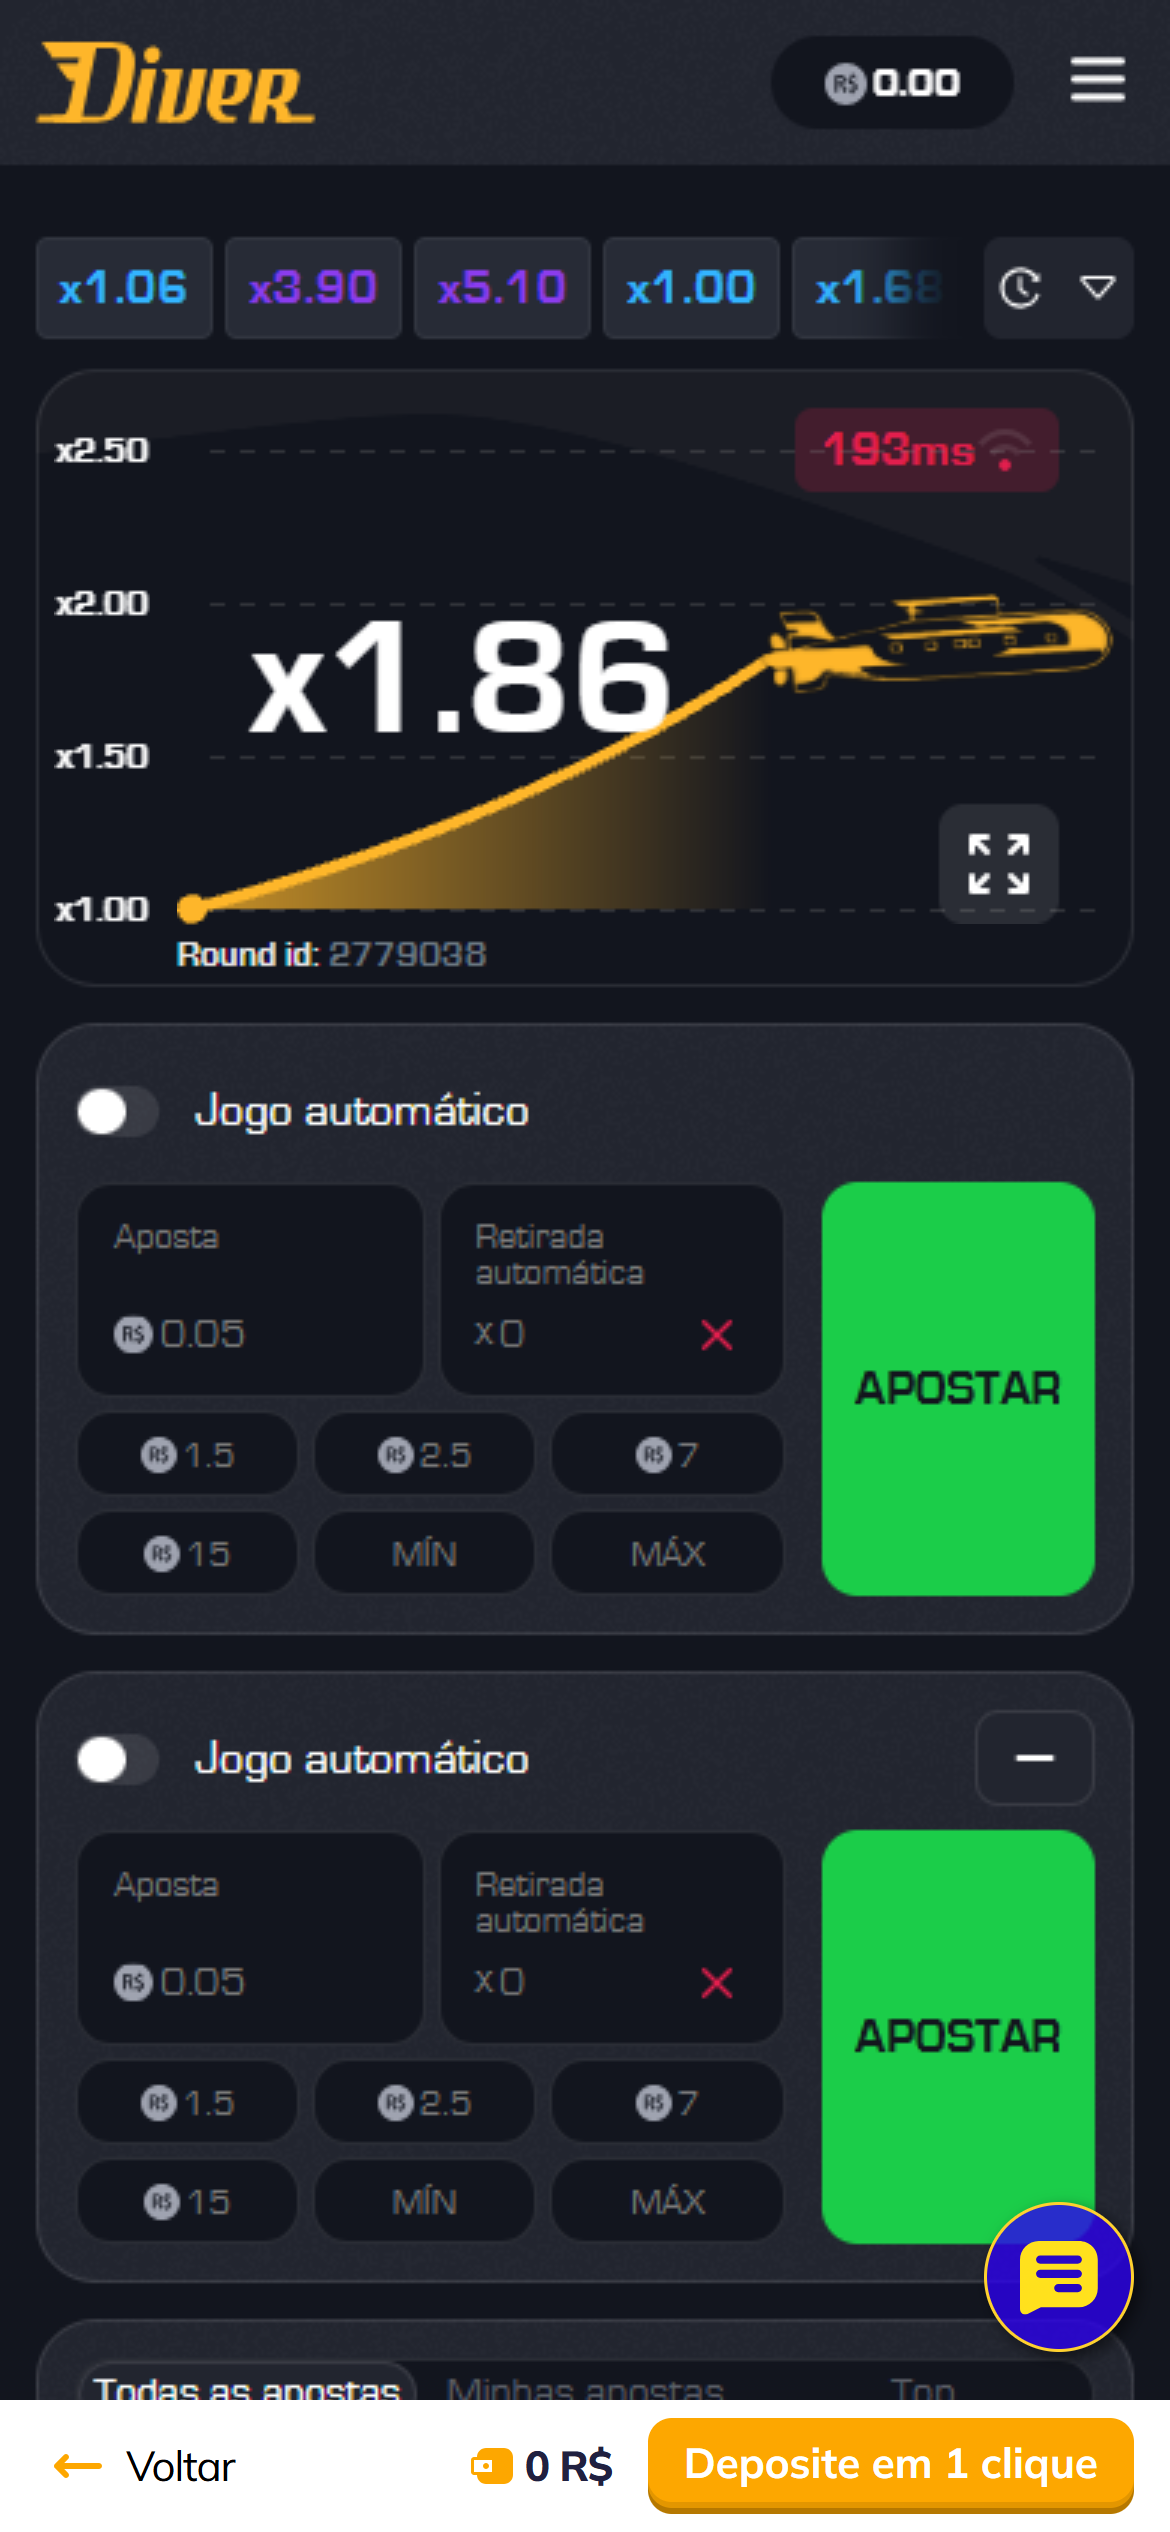 Diver
R$ 0.00
x1.06 x3.90 x5.10 x1.00 x1.68
x2.50
193ms
x2.00
x1.86
x1.50
x1.00
Round id: 2779038
Jogo automático
Aposta
Retirada
automática
R$ 0.05
x0
APOSTAR
R$ 1.5
R$ 2.5
R$ 7
R$ 15
MÍN
MÁX
Jogo automático
Aposta
Retirada
automática
R$ 0.05
x0
APOSTAR
R$ 1.5
R$ 2.5
R$ 7
R$ 15
MÍN
MÁX
Todas as apostas
Minhas apostas
Top
Voltar
0 R$
Deposite em 1 clique